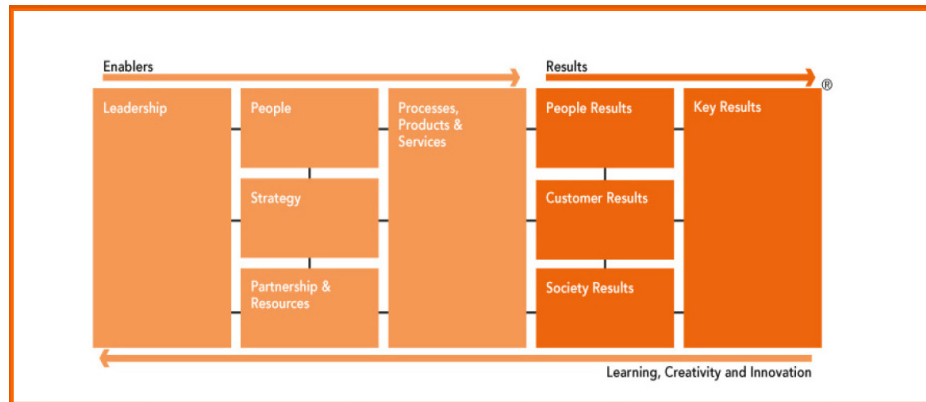 Enablers
Results
®
Leadership
People
Processes,
Products &
Services
People Results
Key Results
Strategy
Customer Results
Partnership &
Resources
Society Results
Learning, Creativity and Innovation